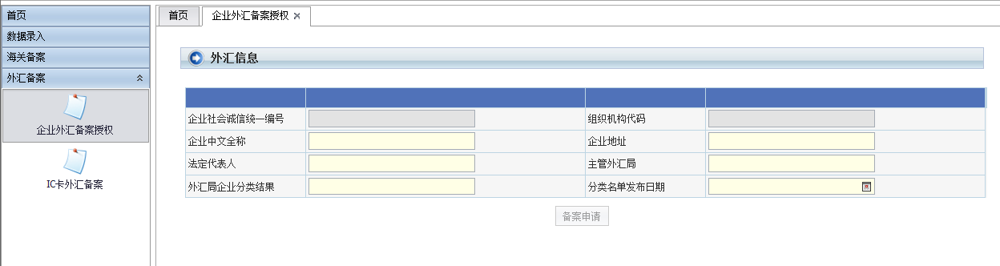 首页
数据录入
海关备案
外汇备案
企业外汇备案授权
IC卡外汇备案
首页 企业外汇备案授权
外汇信息
企业社会诚信统一编号 组织机构代码
企业中文全称 企业地址
法定代表人 主管外汇局
外汇局企业分类结果 分类名单发布日期
备案申请